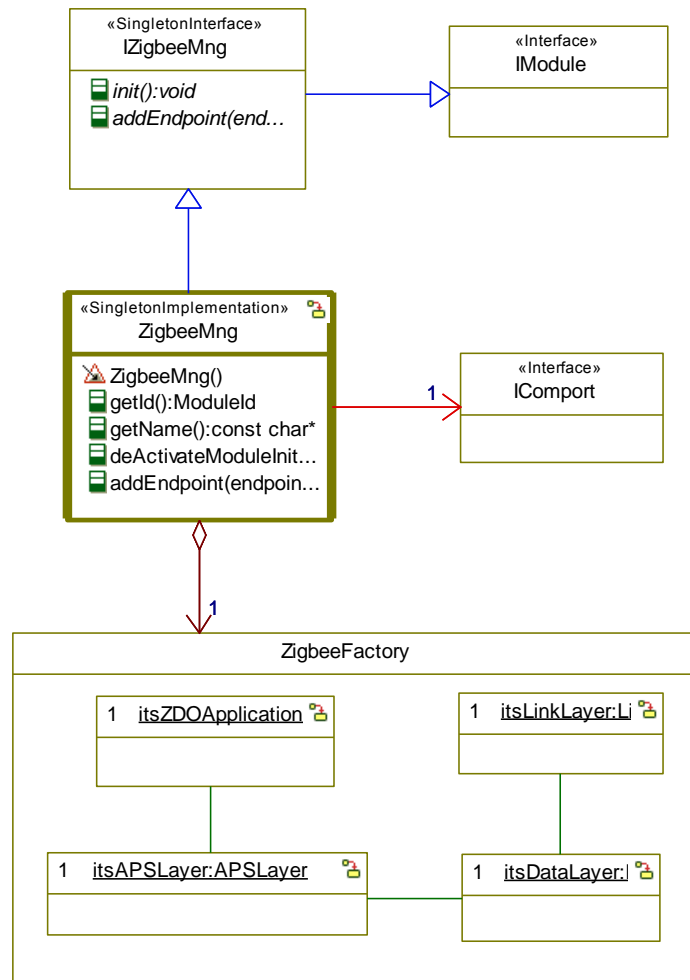 «SingletonInterface»
IZigbeeMng
init():void
addEndpoint(end...
«Interface»
IModule
«SingletonImplementation»
ZigbeeMng
ZigbeeMng()
getId():ModuleId
getName():const char*
deActivateModuleInit...
addEndpoint(endpoin...
«Interface»
IComport
1
1
ZigbeeFactory
1 itsZDOApplication
1 itsLinkLayer:Li
1 itsAPSLayer:APSLayer
1 itsDataLayer: